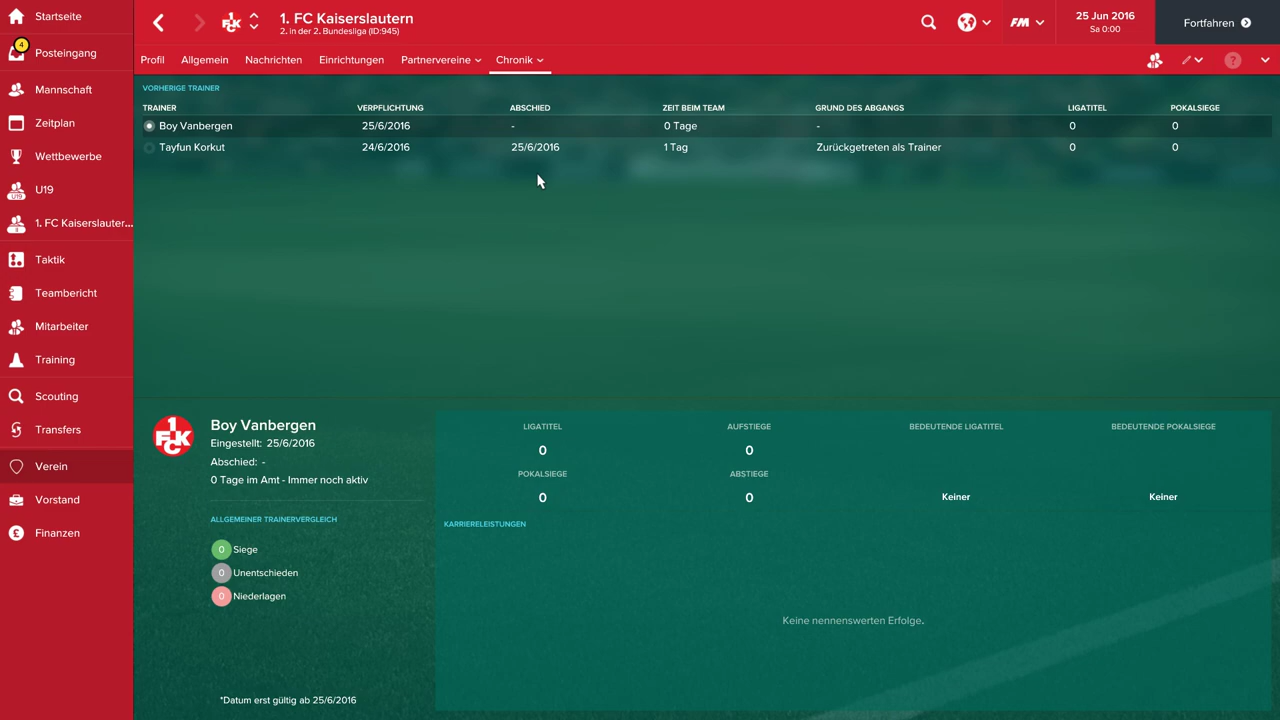 Startseite
4
Posteingang
Mannschaft
Zeitplan
Wettbewerbe
U19
U19
1. FC Kaiserslauter...
II
Taktik
Teambericht
Mitarbeiter
Training
Scouting
Transfers
Verein
Vorstand
Finanzen
1. FC Kaiserslautern
2. in der 2. Bundesliga (ID:945)
FM
25 Jun 2016
Sa 0:00
Fortfahren
Profil
Allgemein
Nachrichten
Einrichtungen
Partnervereine
Chronik
?
VORHERIGE TRAINER
TRAINER VERPFLICHTUNG ABSCHIED ZEIT BEIM TEAM GRUND DES ABGANGS LIGATITEL POKALSIEGE
Boy Vanbergen 25/6/2016 - 0 Tage - 0 0
Tayfun Korkut 24/6/2016 25/6/2016 1 Tag Zurückgetreten als Trainer 0 0
1 FCK
Boy Vanbergen
Eingestellt: 25/6/2016
Abschied: -
0 Tage im Amt - Immer noch aktiv
ALLGEMEINER TRAINERVERGLEICH
0 Siege
0 Unentschieden
0 Niederlagen
*Datum erst gültig ab 25/6/2016
LIGATITEL AUFSTIEGE BEDEUTENDE LIGATITEL BEDEUTENDE POKALSIEGE
0 0
POKALSIEGE ABSTIEGE
0 0 Keiner Keiner
KARRIERELEISTUNGEN
Keine nennenswerten Erfolge.